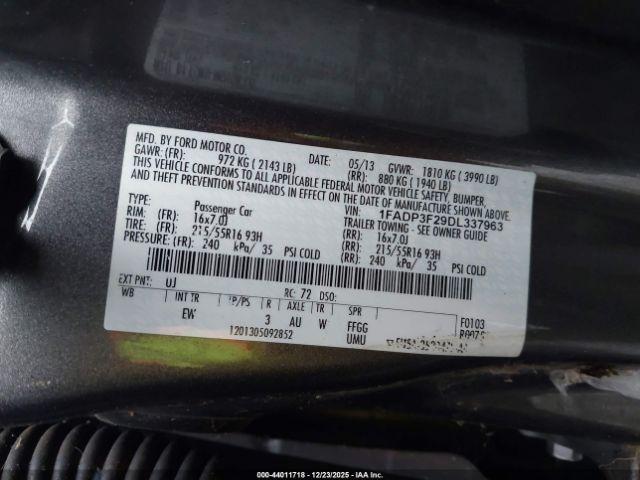 MFD. BY FORD MOTOR CO.
DATE: 05/13 GVWR: 1810 KG ( 3990 LB)
GAWR: (FR): 972 KG ( 2143 LB) (RR): 880 KG ( 1940 LB)
THIS VEHICLE CONFORMS TO ALL APPLICABLE FEDERAL MOTOR VEHICLE SAFETY, BUMPER,
AND THEFT PREVENTION STANDARDS IN EFFECT ON THE DATE OF MANUFACTURE SHOWN ABOVE.
VIN: 1FADP3F29DL337963
TYPE: Passenger Car TRAILER TOWING - SEE OWNER GUIDE
RIM: (FR): 16x7.0J (RR): 16x7.0J
TIRE: (FR): 215/55R16 93H (RR): 215/55R16 93H
PRESSURE: (FR): 240 kPa/ 35 PSI COLD (RR): 240 kPa/ 35 PSI COLD
EXT PNT: UJ RC: 72 DSO:
WB INT TR TP/PS R AXLE TR SPR F0103
EW 3 AU W FFGG
1201305092852 UMU
00-44011718 - 12/23/2025 - IAA Inc.